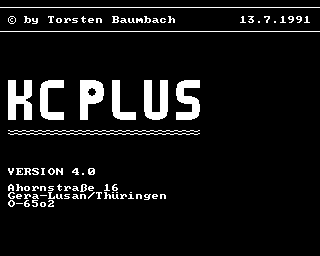 © by Torsten Baumbach 13.7.1991
KC PLUS
VERSION 4.0
Ahornstraße 16
Gera-Lusan/Thüringen
O-65o2